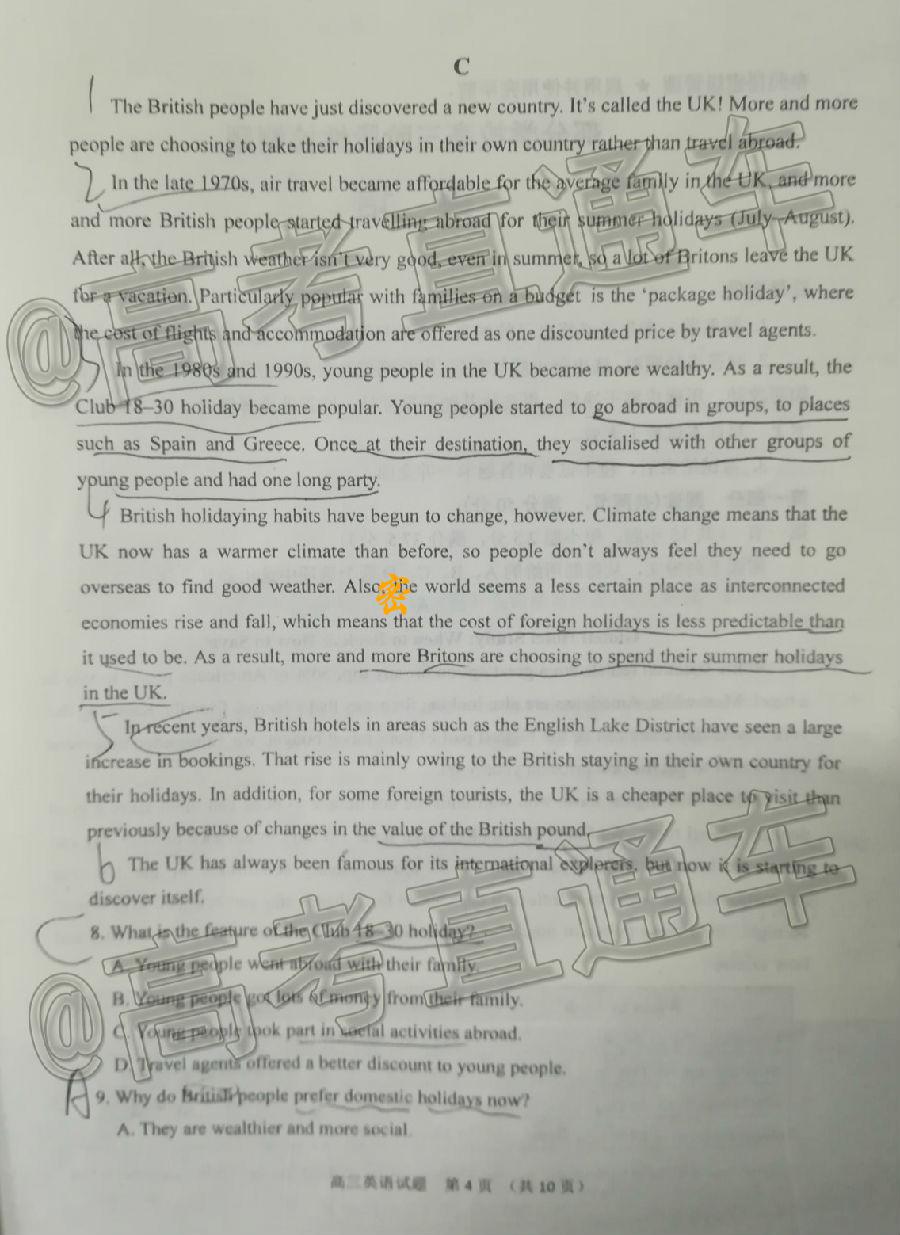 C
The British people have just discovered a new country. It's called the UK! More and more
people are choosing to take their holidays in their own country rather than travel abroad.
In the late 1970s, air travel became affordable for the average family in the UK, and more
and more British people started travelling abroad for their summer holidays (July–August).
After all, the British weather isn't very good, even in summer, so a lot of Britons leave the UK
for a vacation. Particularly popular with families on a budget is the ‘package holiday’, where
the cost of flights and accommodation are offered as one discounted price by travel agents.
In the 1980s and 1990s, young people in the UK became more wealthy. As a result, the
Club 18–30 holiday became popular. Young people started to go abroad in groups, to places
such as Spain and Greece. Once at their destination, they socialised with other groups of
young people and had one long party.
British holidaying habits have begun to change, however. Climate change means that the
UK now has a warmer climate than before, so people don't always feel they need to go
overseas to find good weather. Also, the world seems a less certain place as interconnected
economies rise and fall, which means that the cost of foreign holidays is less predictable than
it used to be. As a result, more and more Britons are choosing to spend their summer holidays
in the UK.
In recent years, British hotels in areas such as the English Lake District have seen a large
increase in bookings. That rise is mainly owing to the British staying in their own country for
their holidays. In addition, for some foreign tourists, the UK is a cheaper place to visit than
previously because of changes in the value of the British pound.
The UK has always been famous for its international explorers, but now it is starting to
discover itself.
8. What is the feature of the Club 18–30 holiday?
A. Young people went abroad with their family.
B. Young people got lots of money from their family.
C. Young people took part in social activities abroad.
D. Travel agents offered a better discount to young people.
9. Why do British people prefer domestic holidays now?
A. They are wealthier and more social.
高三英语试题 第 4 页 (共 10 页)
@高考直通车
@高考直通车
密
1
2
3
4
5
6
C
A